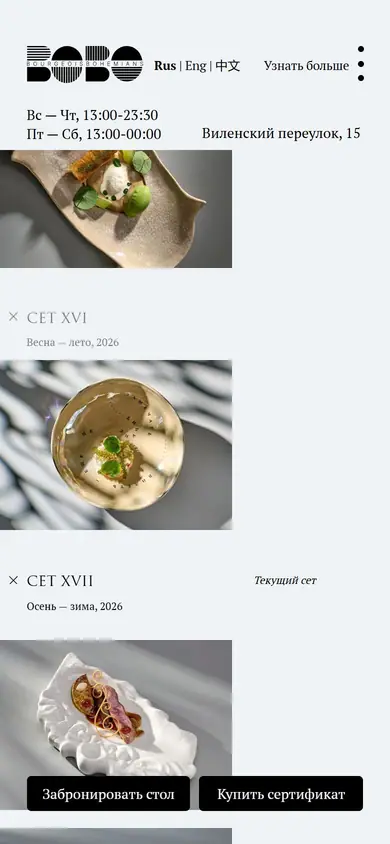 BOBO
BOURGEOISBOHEMIANS
Rus | Eng | 中文
Узнать больше
Вс — Чт, 13:00-23:30
Пт — Сб, 13:00-00:00
Виленский переулок, 15
СЕТ XVI
Весна — лето, 2026
СЕТ XVII
Текущий сет
Осень — зима, 2026
Забронировать стол
Купить сертификат